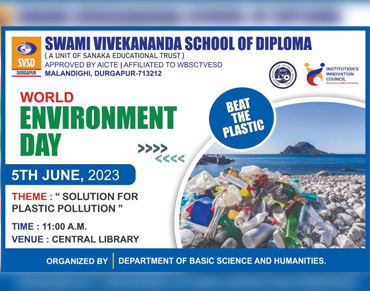 SWAMI VIVEKANANDA SCHOOL OF DIPLOMA
( A UNIT OF SANAKA EDUCATIONAL TRUST )
APPROVED BY AICTE | AFFILIATED TO WBSCTVESD
MALANDIGHI, DURGAPUR-713212
SVSD
DURGAPUR
INSTITUTION'S
INNOVATION
COUNCIL
WORLD
ENVIRONMENT
DAY
>>>>
<<<<
BEAT
THE
PLASTIC
5TH JUNE, 2023
THEME : “ SOLUTION FOR
PLASTIC POLLUTION ”
TIME : 11:00 A.M.
VENUE : CENTRAL LIBRARY
ORGANIZED BY | DEPARTMENT OF BASIC SCIENCE AND HUMANITIES.